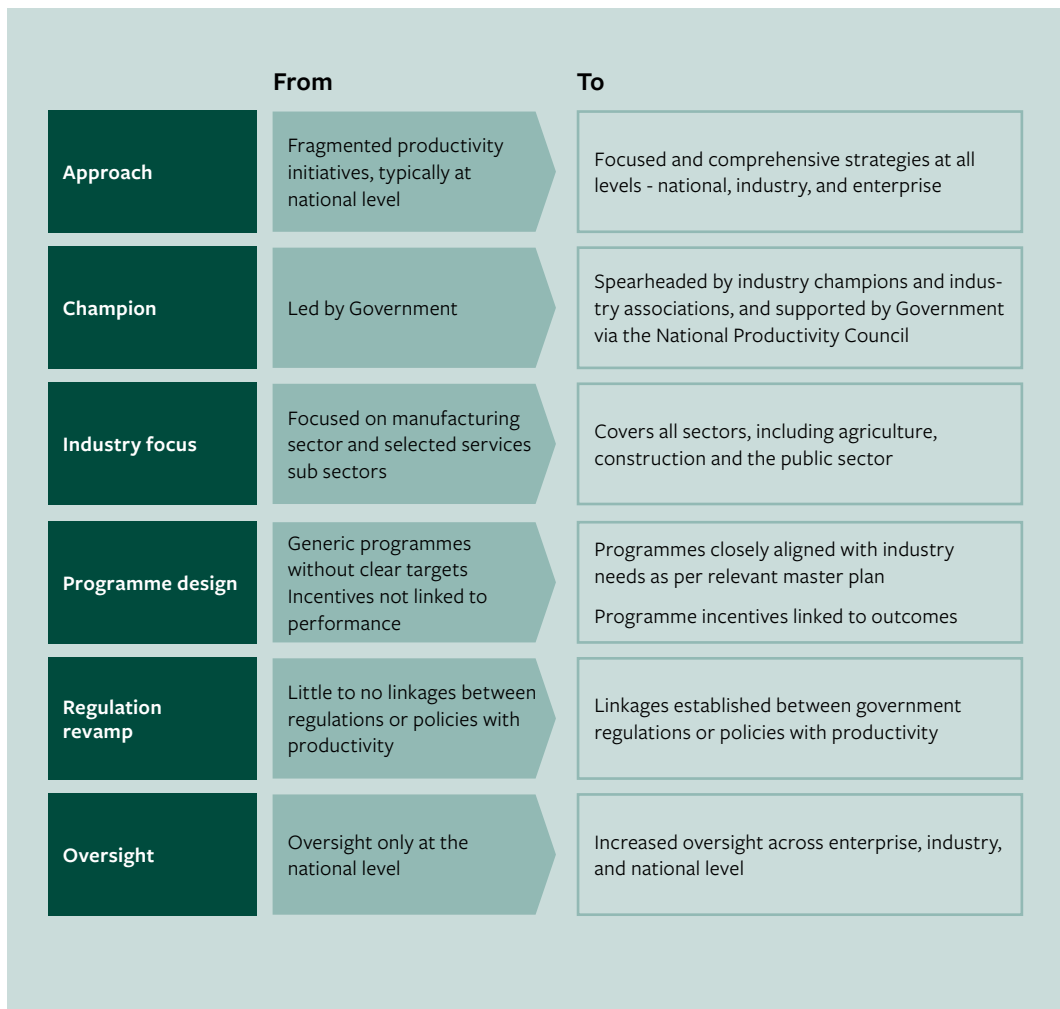 From
To
Approach
Fragmented productivity
initiatives, typically at
national level
Focused and comprehensive strategies at all
levels - national, industry, and enterprise
Champion
Led by Government
Spearheaded by industry champions and indus-
try associations, and supported by Government
via the National Productivity Council
Industry focus
Focused on manufacturing
sector and selected services
sub sectors
Covers all sectors, including agriculture,
construction and the public sector
Programme design
Generic programmes
without clear targets
Incentives not linked to
performance
Programmes closely aligned with industry
needs as per relevant master plan
Programme incentives linked to outcomes
Regulation
revamp
Little to no linkages between
regulations or policies with
productivity
Linkages established between government
regulations or policies with productivity
Oversight
Oversight only at the
national level
Increased oversight across enterprise, industry,
and national level